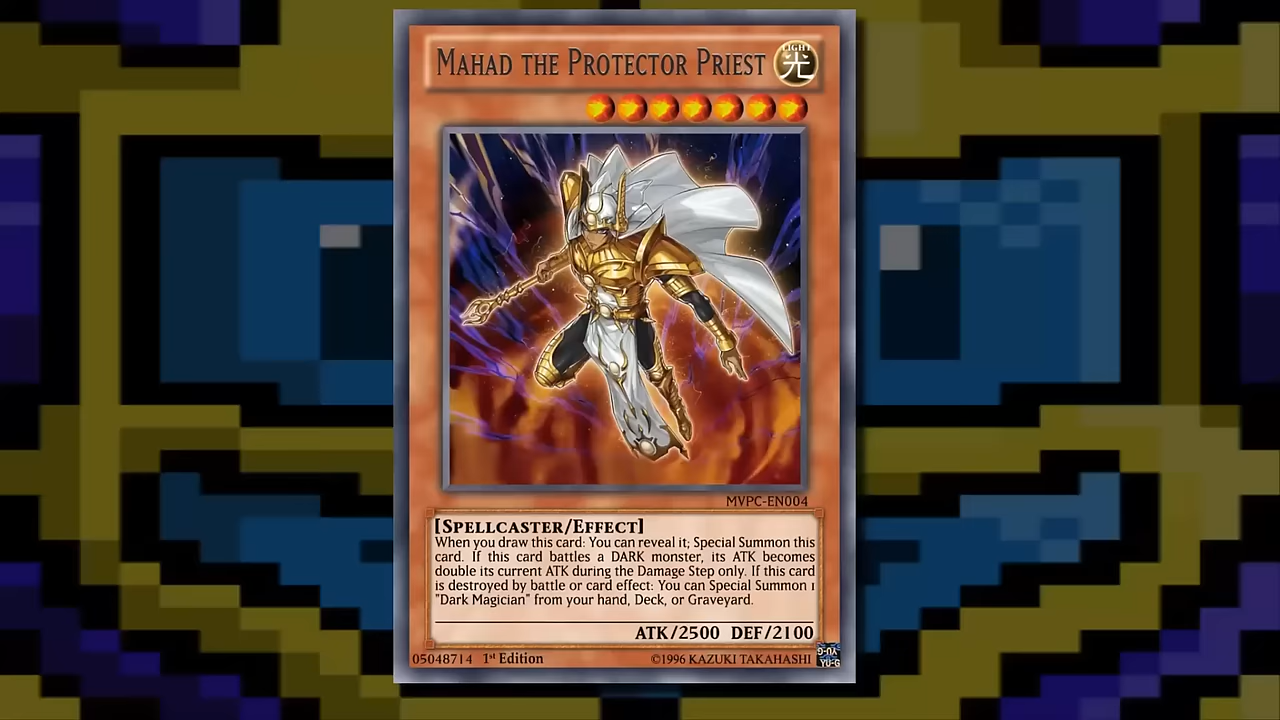 MAHAD THE PROTECTOR PRIEST
LIGHT
光
MVPC-EN004
[SPELLCASTER/EFFECT]
When you draw this card: You can reveal it; Special Summon this
card. If this card battles a DARK monster, its ATK becomes
double its current ATK during the Damage Step only. If this card
is destroyed by battle or card effect: You can Special Summon 1
"Dark Magician" from your hand, Deck, or Graveyard.
ATK/2500 DEF/2100
05048714 1st Edition ©1996 KAZUKI TAKAHASHI